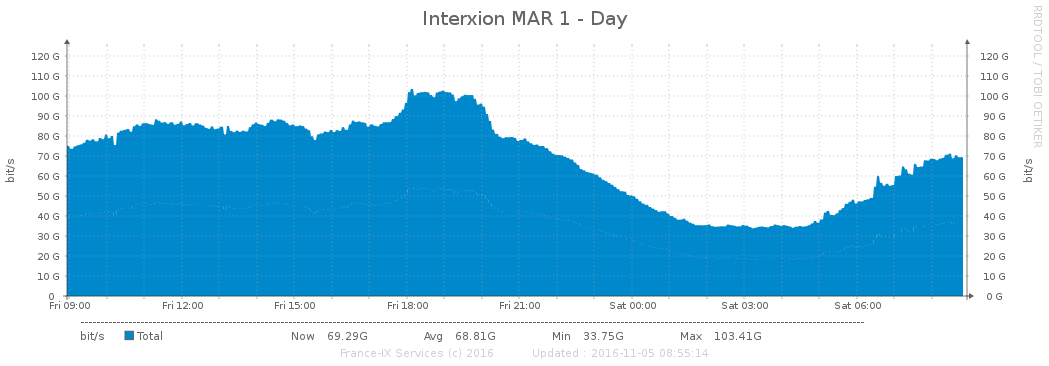 Interxion MAR 1 - Day
RRDTOOL / TOBI OETIKER
bit/s
120 G
110 G
100 G
90 G
80 G
70 G
60 G
50 G
40 G
30 G
20 G
10 G
0
120 G
110 G
100 G
90 G
80 G
70 G
60 G
50 G
40 G
30 G
20 G
10 G
0 G
bit/s
Fri 09:00 Fri 12:00 Fri 15:00 Fri 18:00 Fri 21:00 Sat 00:00 Sat 03:00 Sat 06:00
bit/s Total Now 69.29G Avg 68.81G Min 33.75G Max 103.41G
France-IX Services (c) 2016 Updated : 2016-11-05 08:55:14